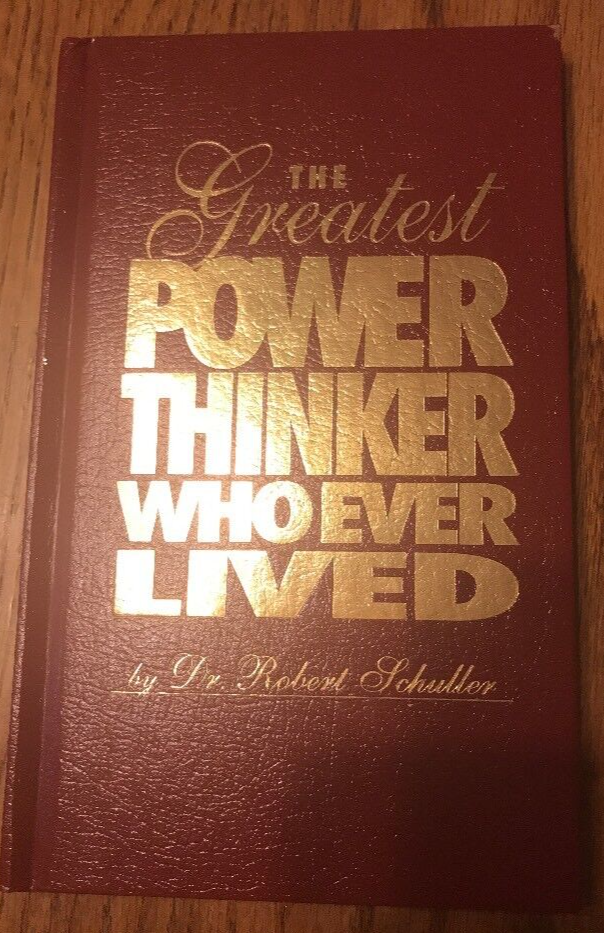 THE
Greatest
POWER
THINKER
WHO EVER
LIVED
by Dr. Robert Schuller